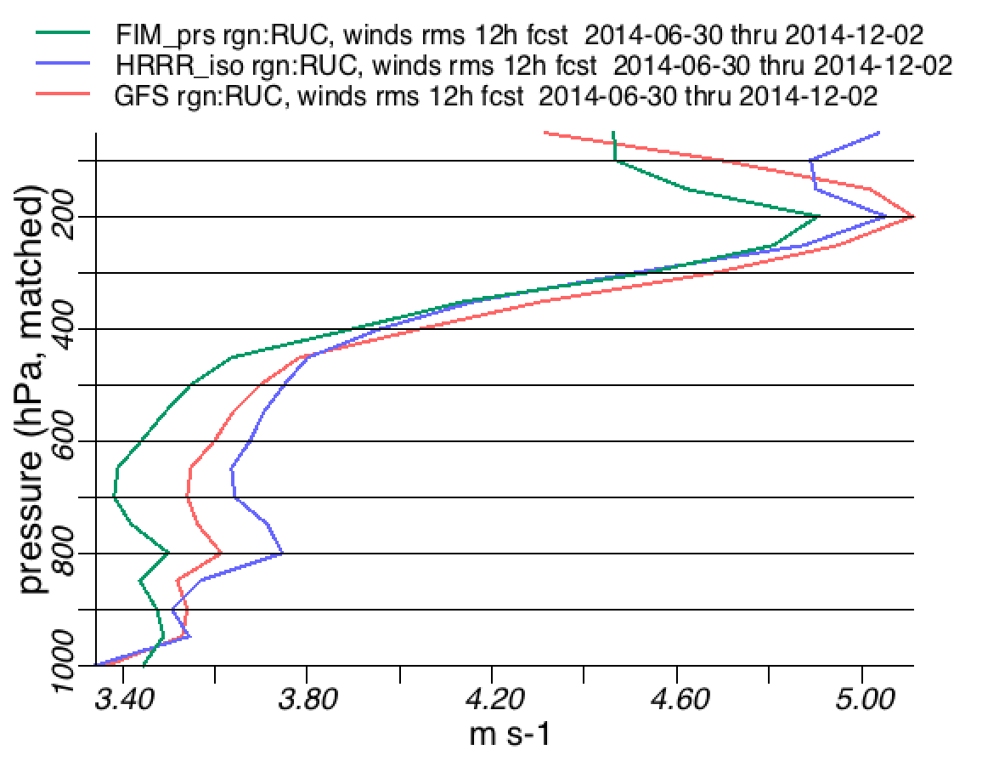 FIM_prs rgn:RUC, winds rms 12h fcst  2014-06-30 thru 2014-12-02
HRRR_iso rgn:RUC, winds rms 12h fcst  2014-06-30 thru 2014-12-02
GFS rgn:RUC, winds rms 12h fcst  2014-06-30 thru 2014-12-02
pressure (hPa, matched)
200
400
600
800
1000
3.40 3.80 4.20 4.60 5.00
m s-1